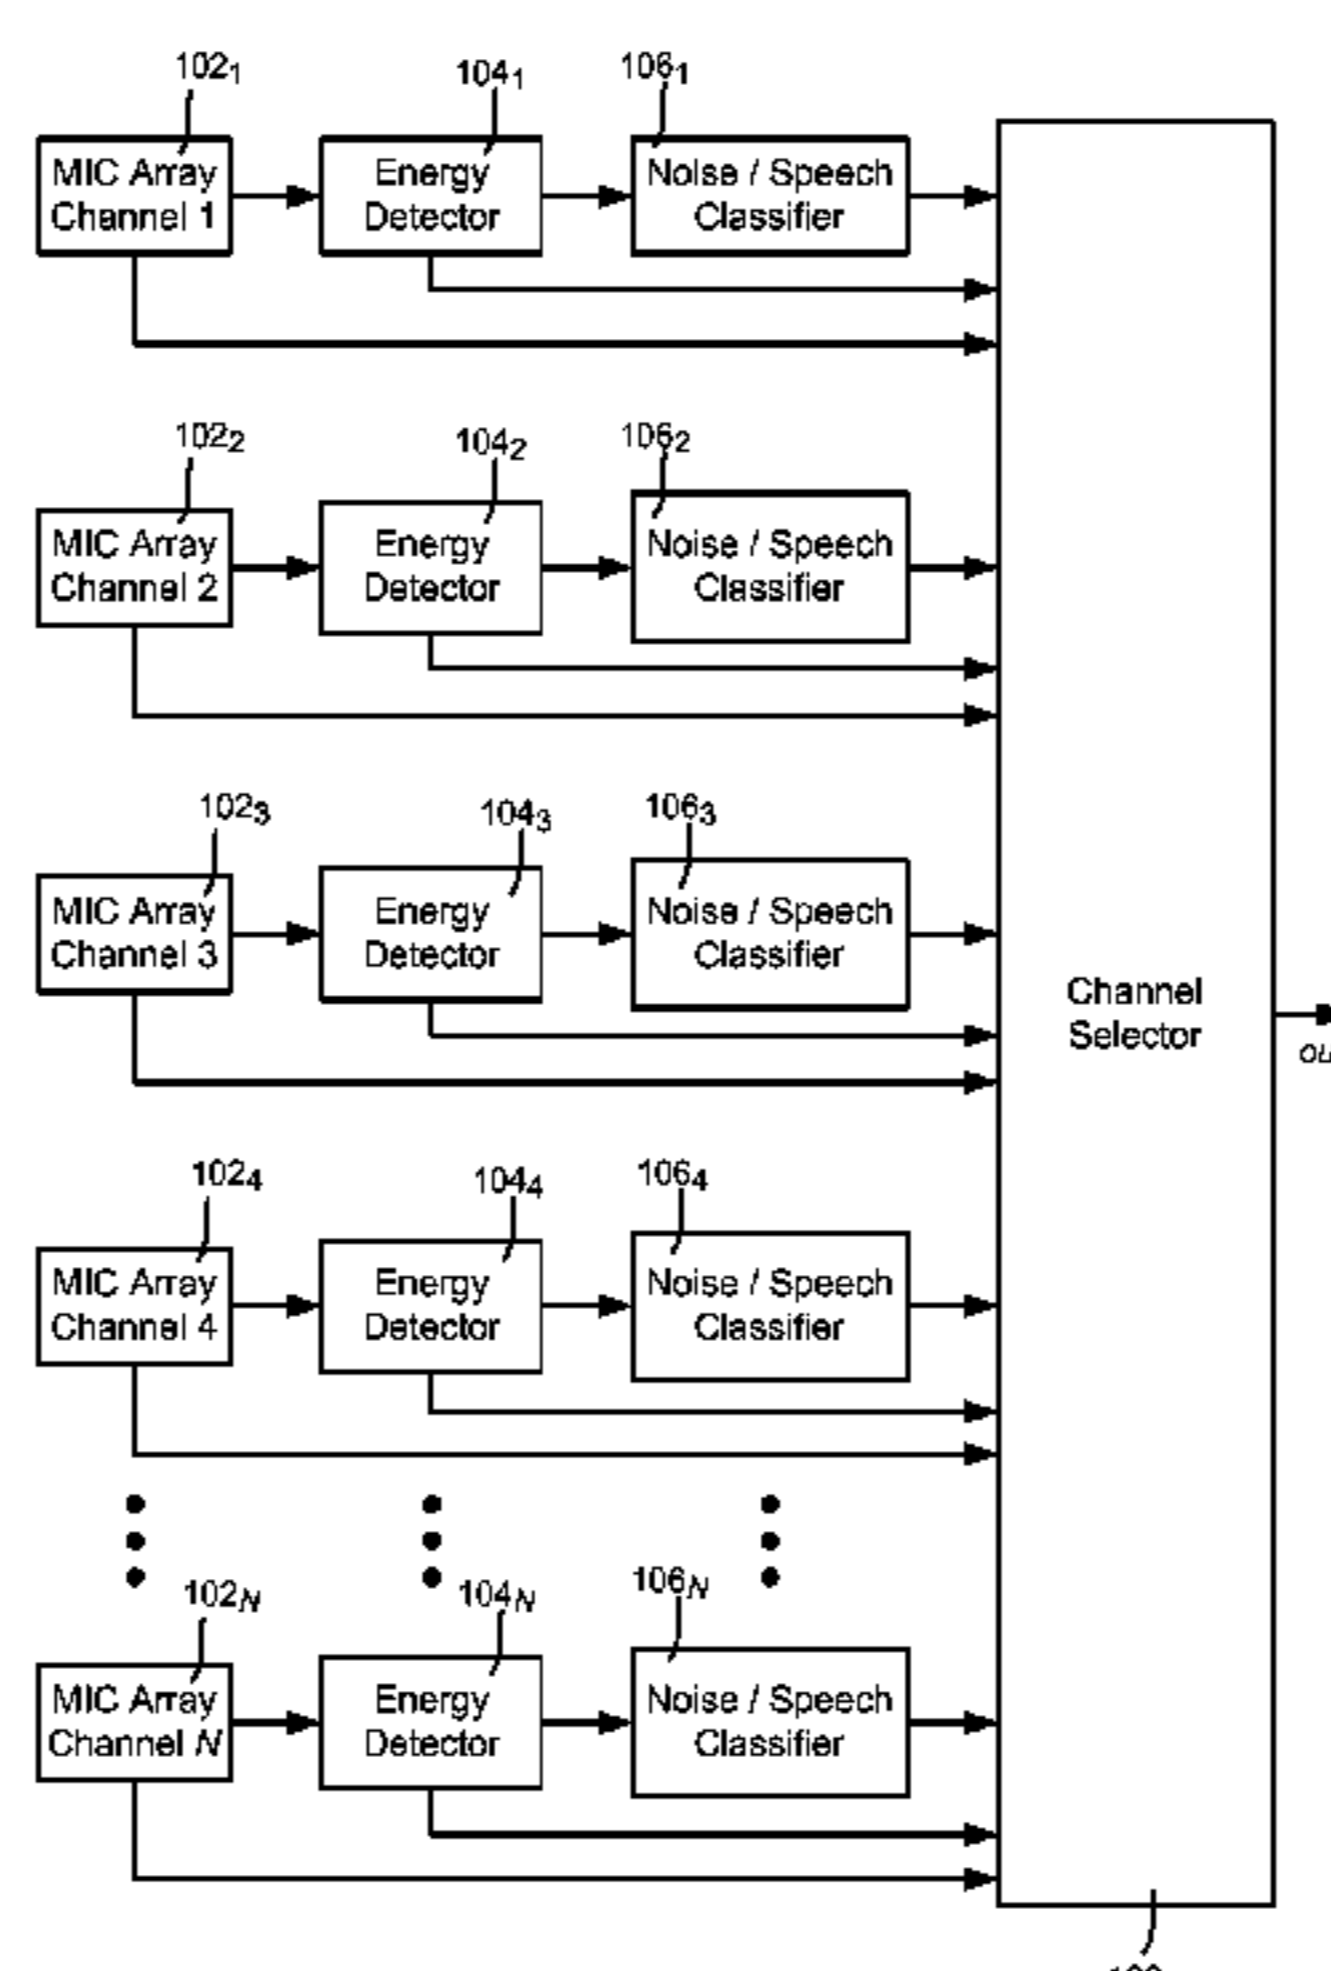 102₁ 104₁ 106₁
MIC Array
Channel 1
Energy
Detector
Noise / Speech
Classifier
102₂ 104₂ 106₂
MIC Array
Channel 2
Energy
Detector
Noise / Speech
Classifier
102₃ 104₃ 106₃
MIC Array
Channel 3
Energy
Detector
Noise / Speech
Classifier
Channel
Selector
102₄ 104₄ 106₄
MIC Array
Channel 4
Energy
Detector
Noise / Speech
Classifier
102N 104N 106N
MIC Array
Channel N
Energy
Detector
Noise / Speech
Classifier